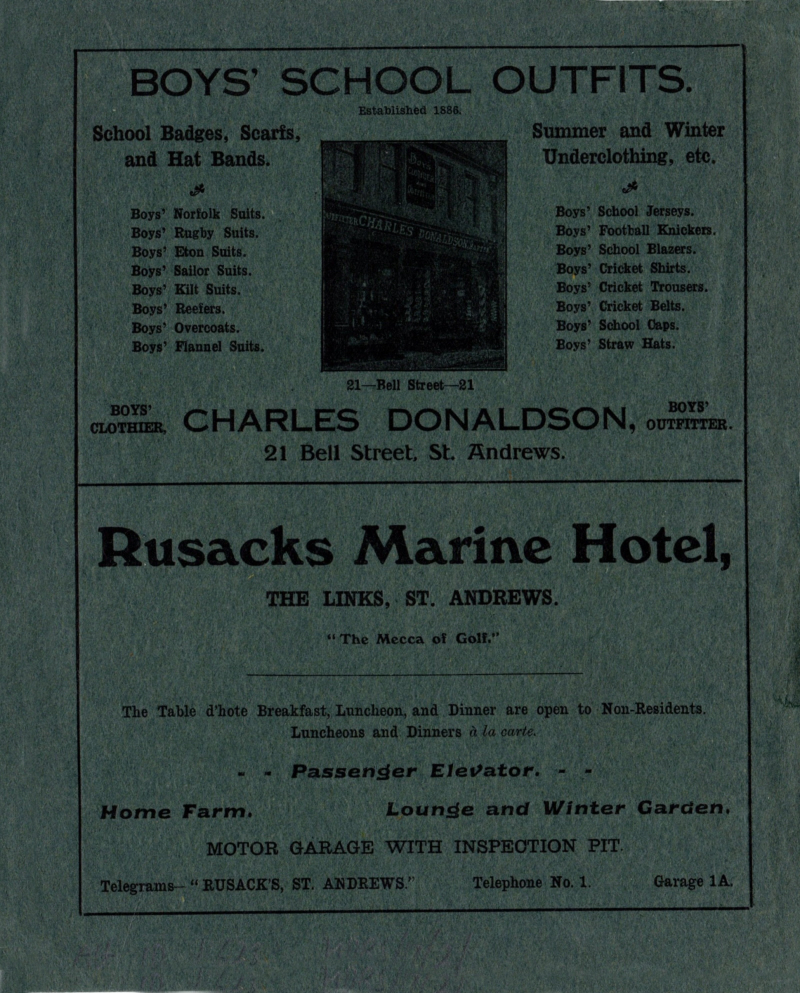 BOYS' SCHOOL OUTFITS.
Established 1886.
School Badges, Scarfs,
and Hat Bands.
Boys' Norfolk Suits.
Boys' Rugby Suits.
Boys' Eton Suits.
Boys' Sailor Suits.
Boys' Kilt Suits.
Boys' Reefers.
Boys' Overcoats.
Boys' Flannel Suits.
CHARLES DONALDSON
Summer and Winter
Underclothing, etc.
Boys' School Jerseys.
Boys' Football Knickers.
Boys' School Blazers.
Boys' Cricket Shirts.
Boys' Cricket Trousers.
Boys' Cricket Belts.
Boys' School Caps.
Boys' Straw Hats.
21—Bell Street—21
BOYS' CLOTHIER, CHARLES DONALDSON, BOYS' OUTFITTER.
21 Bell Street, St. Andrews.
Rusacks Marine Hotel,
THE LINKS, ST. ANDREWS.
"The Mecca of Golf."
The Table d'hote Breakfast, Luncheon, and Dinner are open to Non-Residents.
Luncheons and Dinners à la carte.
- - Passenger Elevator. - -
Home Farm. Lounge and Winter Garden.
MOTOR GARAGE WITH INSPECTION PIT.
Telegrams—"RUSACK'S, ST. ANDREWS." Telephone No. 1. Garage 1A.